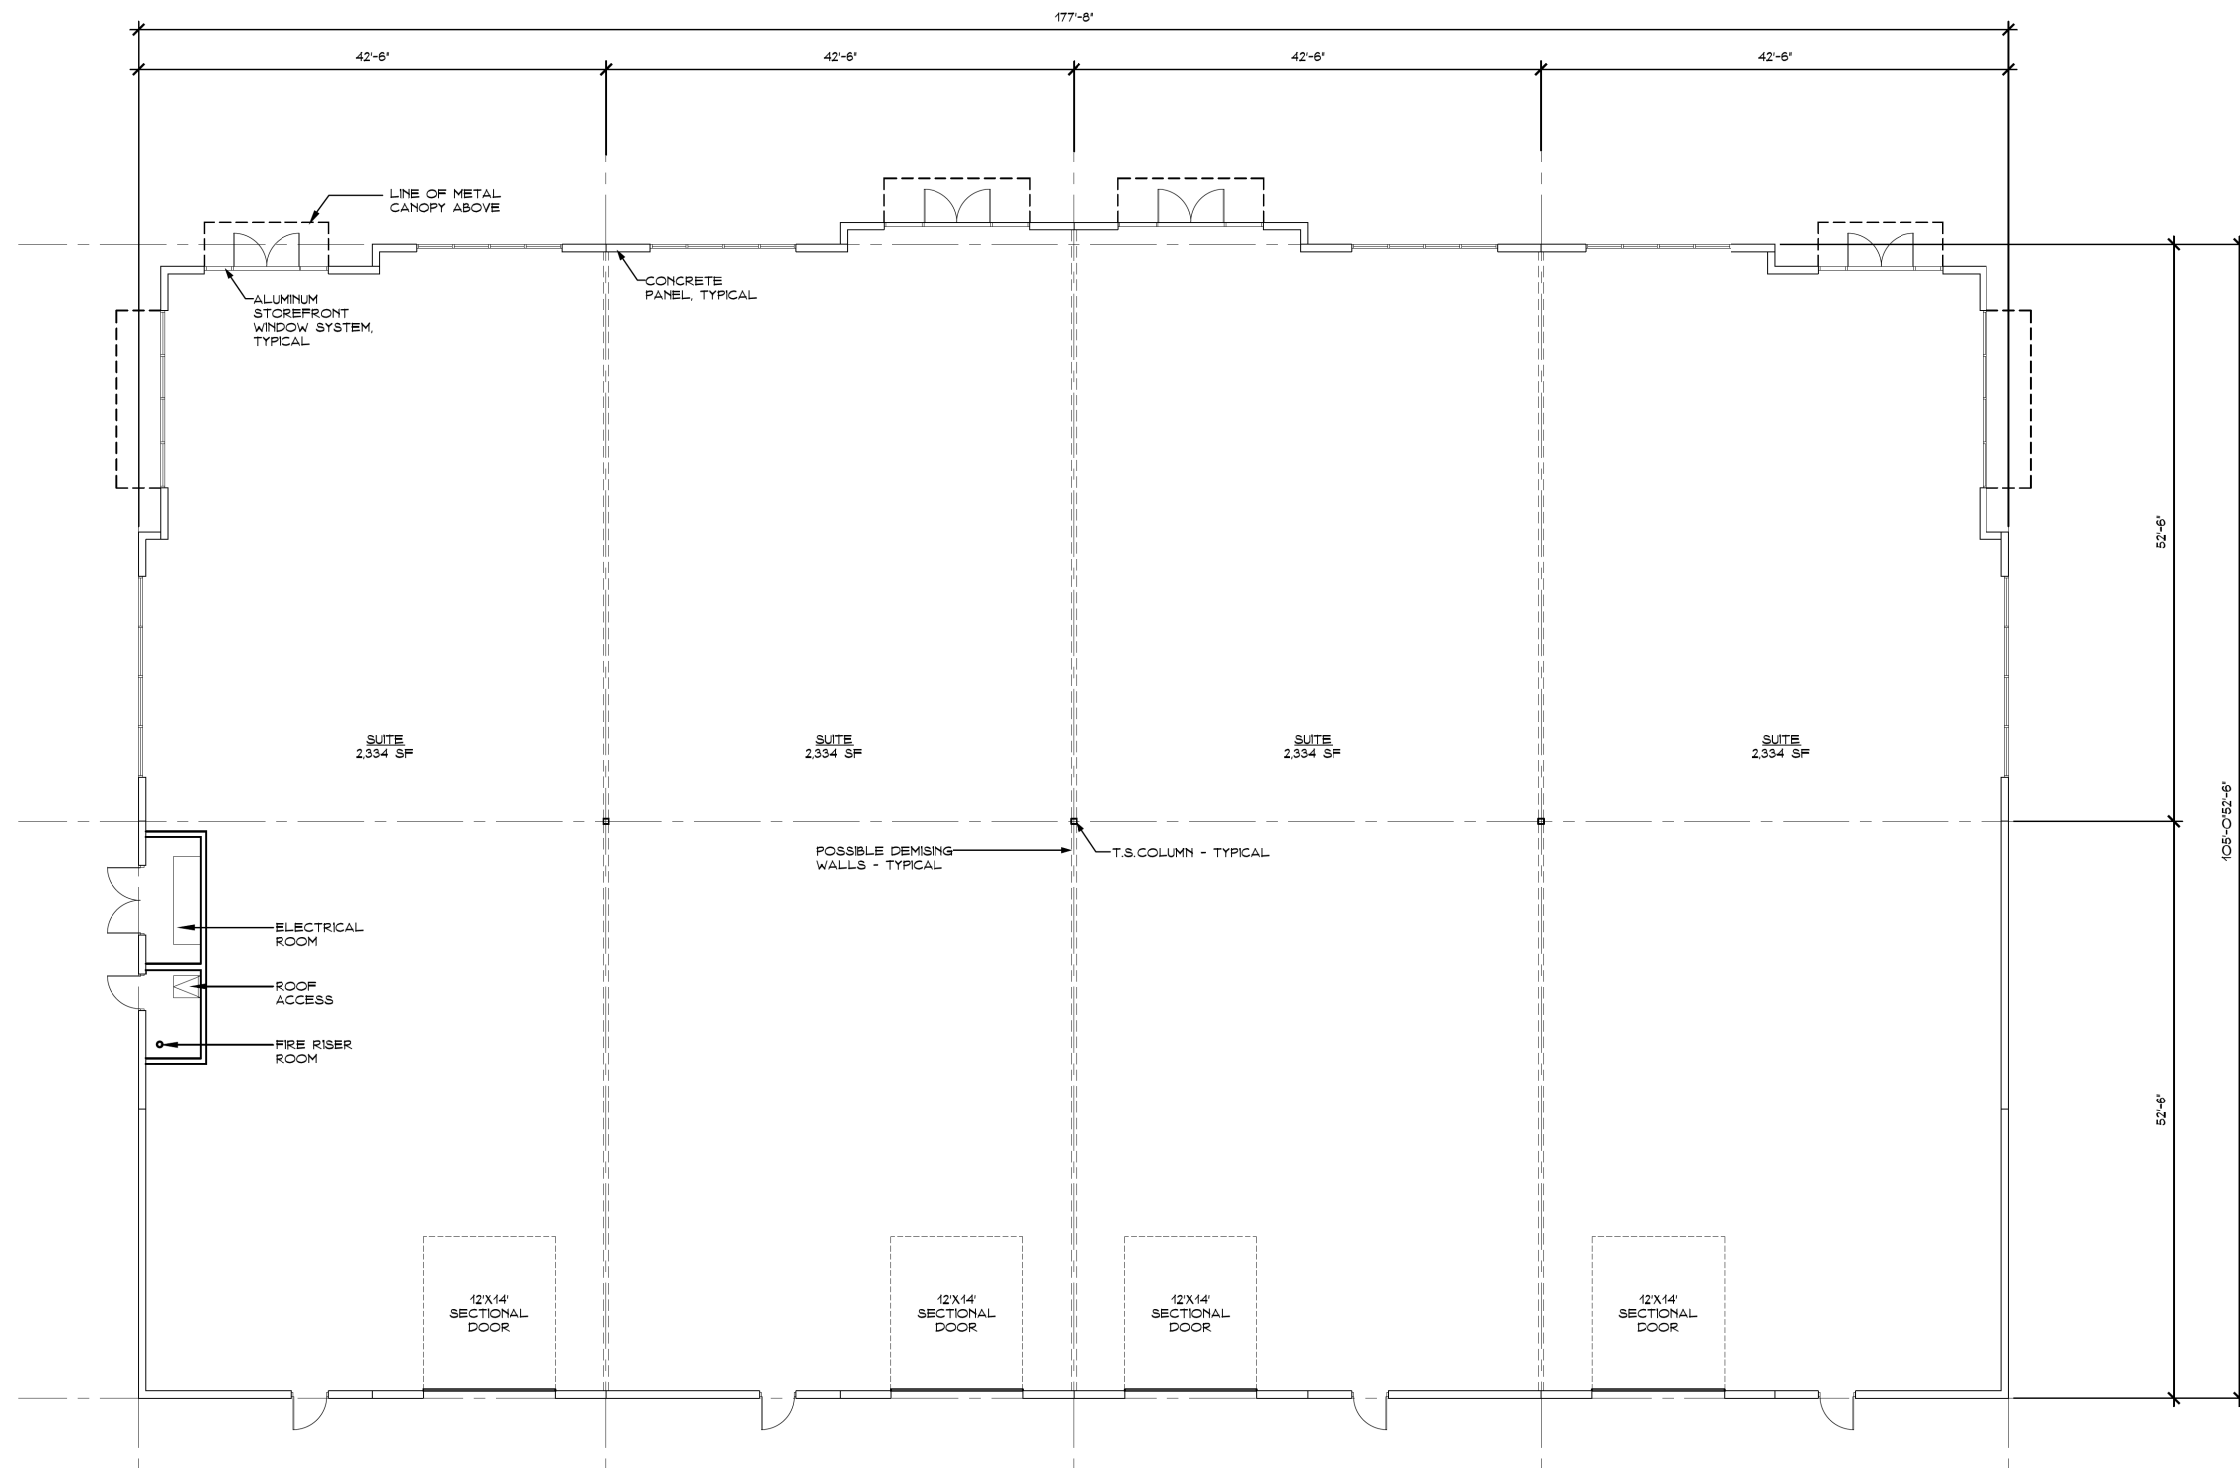 177'-8"
42'-6"
42'-6"
42'-6"
42'-6"
LINE OF METAL
CANOPY ABOVE
CONCRETE
PANEL, TYPICAL
ALUMINUM
STOREFRONT
WINDOW SYSTEM,
TYPICAL
52'-6"
SUITE
2,334 SF
SUITE
2,334 SF
SUITE
2,334 SF
SUITE
2,334 SF
105'-0"52'-6"
POSSIBLE DEMISING
WALLS - TYPICAL
T.S.COLUMN - TYPICAL
ELECTRICAL
ROOM
ROOF
ACCESS
FIRE RISER
ROOM
52'-6"
12'X14'
SECTIONAL
DOOR
12'X14'
SECTIONAL
DOOR
12'X14'
SECTIONAL
DOOR
12'X14'
SECTIONAL
DOOR